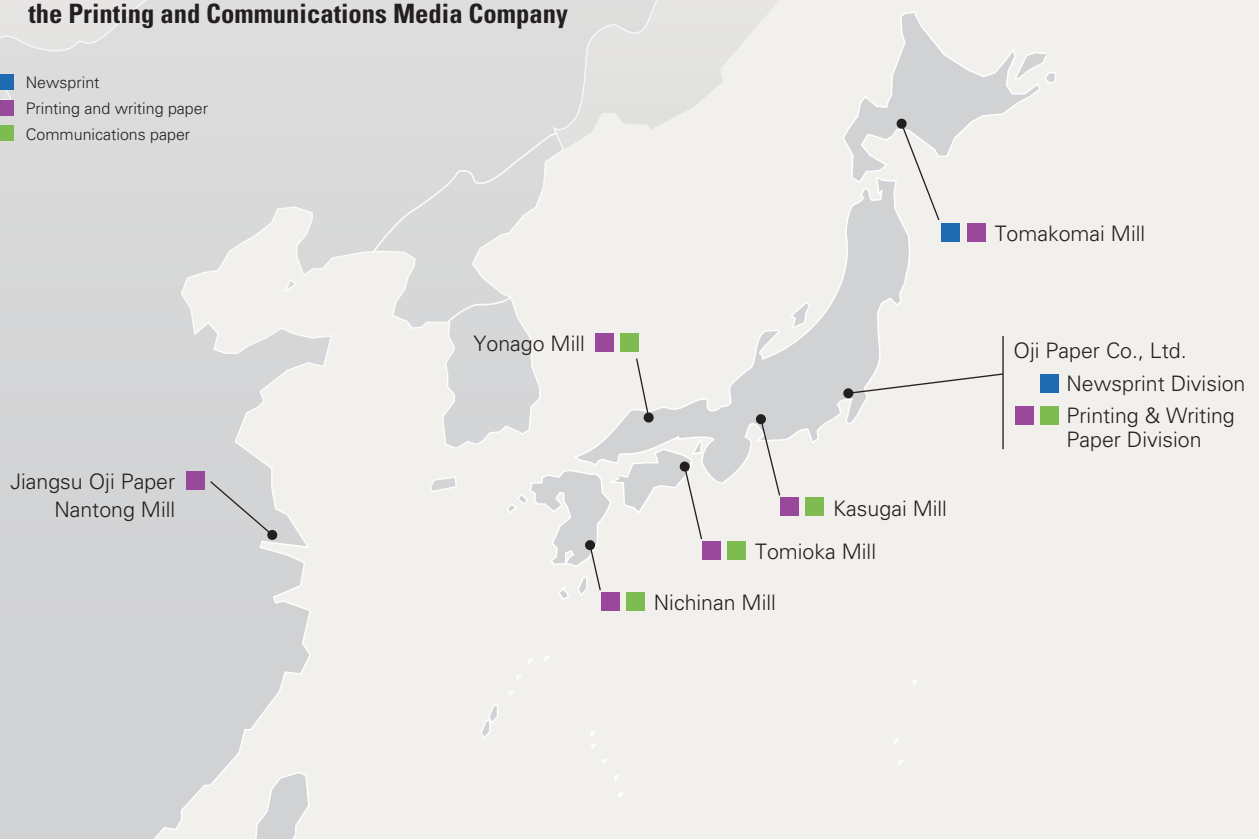 the Printing and Communications Media Company
Newsprint
Printing and writing paper
Communications paper
Tomakomai Mill
Yonago Mill
Oji Paper Co., Ltd.
Newsprint Division
Printing & Writing
Paper Division
Jiangsu Oji Paper
Nantong Mill
Kasugai Mill
Tomioka Mill
Nichinan Mill